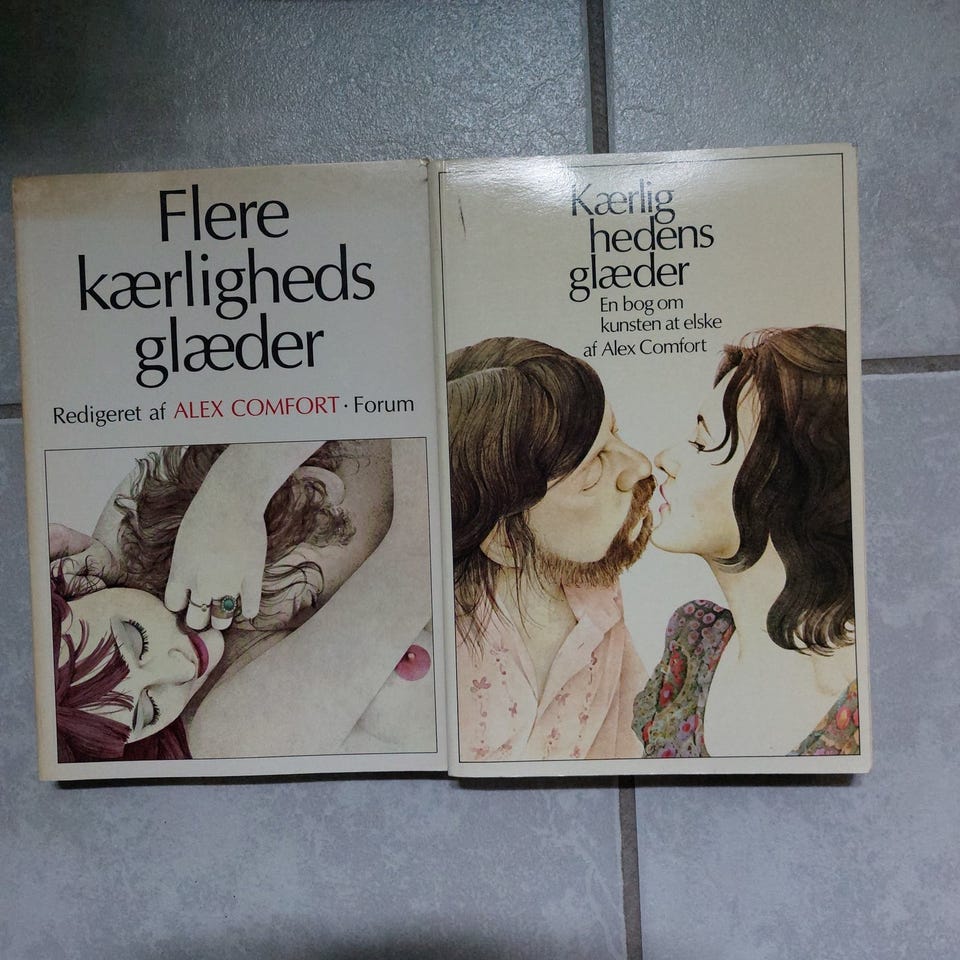 Flere
kærligheds
glæder
Redigeret af ALEX COMFORT · Forum
Kærlig
hedens
glæder
En bog om
kunsten at elske
af Alex Comfort